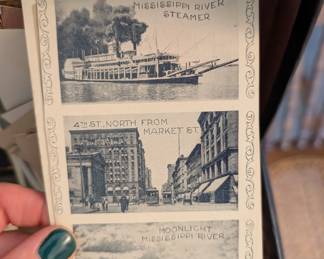 MISSISSIPPI RIVER
STEAMER
4TH ST. NORTH FROM
MARKET ST.
MOONLIGHT
MISSISSIPPI RIVER